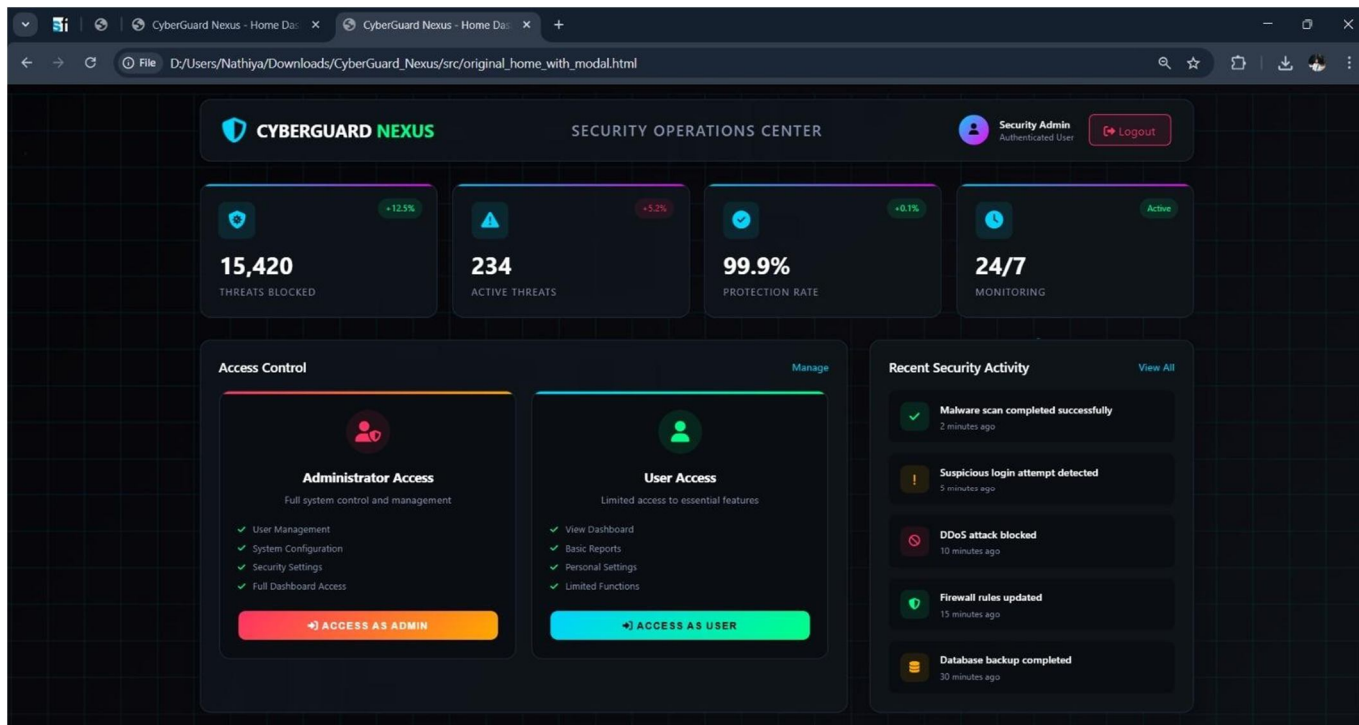 CyberGuard Nexus - Home Das
CyberGuard Nexus - Home Das
File D:/Users/Nathiya/Downloads/CyberGuard_Nexus/src/original_home_with_modal.html
CYBERGUARD NEXUS
SECURITY OPERATIONS CENTER
Security Admin
Authenticated User
Logout
+12.5%
15,420
THREATS BLOCKED
+5.2%
234
ACTIVE THREATS
+0.1%
99.9%
PROTECTION RATE
Active
24/7
MONITORING
Access Control
Manage
Administrator Access
Full system control and management
User Management
System Configuration
Security Settings
Full Dashboard Access
ACCESS AS ADMIN
User Access
Limited access to essential features
View Dashboard
Basic Reports
Personal Settings
Limited Functions
ACCESS AS USER
Recent Security Activity
View All
Malware scan completed successfully
2 minutes ago
Suspicious login attempt detected
5 minutes ago
DDoS attack blocked
10 minutes ago
Firewall rules updated
15 minutes ago
Database backup completed
30 minutes ago